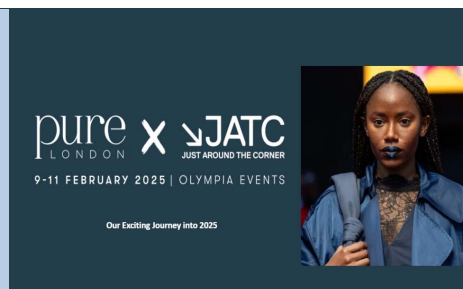 pure X JATC
LONDON JUST AROUND THE CORNER
9-11 FEBRUARY 2025 | OLYMPIA EVENTS
Our Exciting Journey into 2025